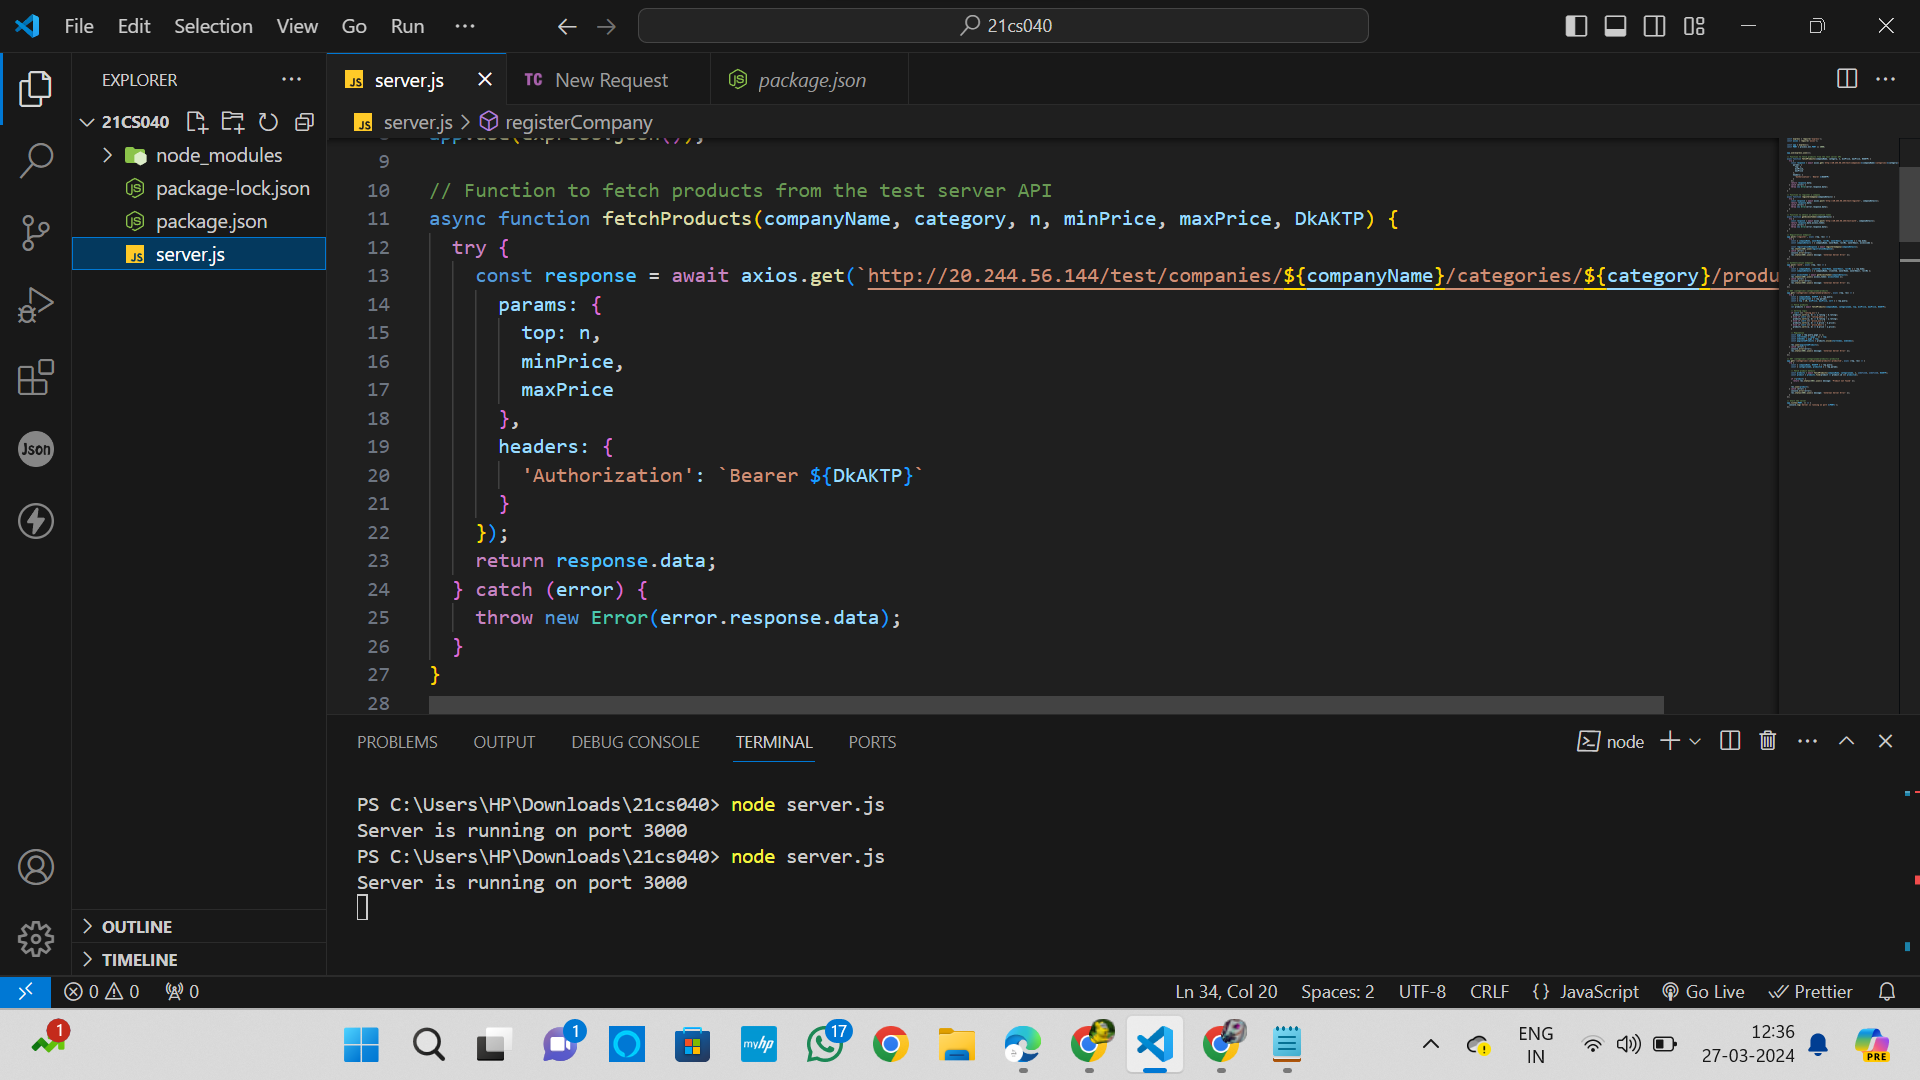 File Edit Selection View Go Run ···
21cs040
EXPLORER
21CS040
node_modules
package-lock.json
package.json
server.js
server.js
TC New Request
package.json
server.js > registerCompany
9
10 // Function to fetch products from the test server API
11 async function fetchProducts(companyName, category, n, minPrice, maxPrice, DkAKTP) {
12 try {
13 const response = await axios.get(`http://20.244.56.144/test/companies/${companyName}/categories/${category}/produ
14 params: {
15 top: n,
16 minPrice,
17 maxPrice
18 },
19 headers: {
20 'Authorization': `Bearer ${DkAKTP}`
21 }
22 });
23 return response.data;
24 } catch (error) {
25 throw new Error(error.response.data);
26 }
27 }
28
PROBLEMS OUTPUT DEBUG CONSOLE TERMINAL PORTS
node
PS C:\Users\HP\Downloads\21cs040> node server.js
Server is running on port 3000
PS C:\Users\HP\Downloads\21cs040> node server.js
Server is running on port 3000
Json
OUTLINE
TIMELINE
0 0 0
Ln 34, Col 20 Spaces: 2 UTF-8 CRLF {} JavaScript Go Live Prettier
1
1
myhp
17
ENG
IN
12:36
27-03-2024
PRE